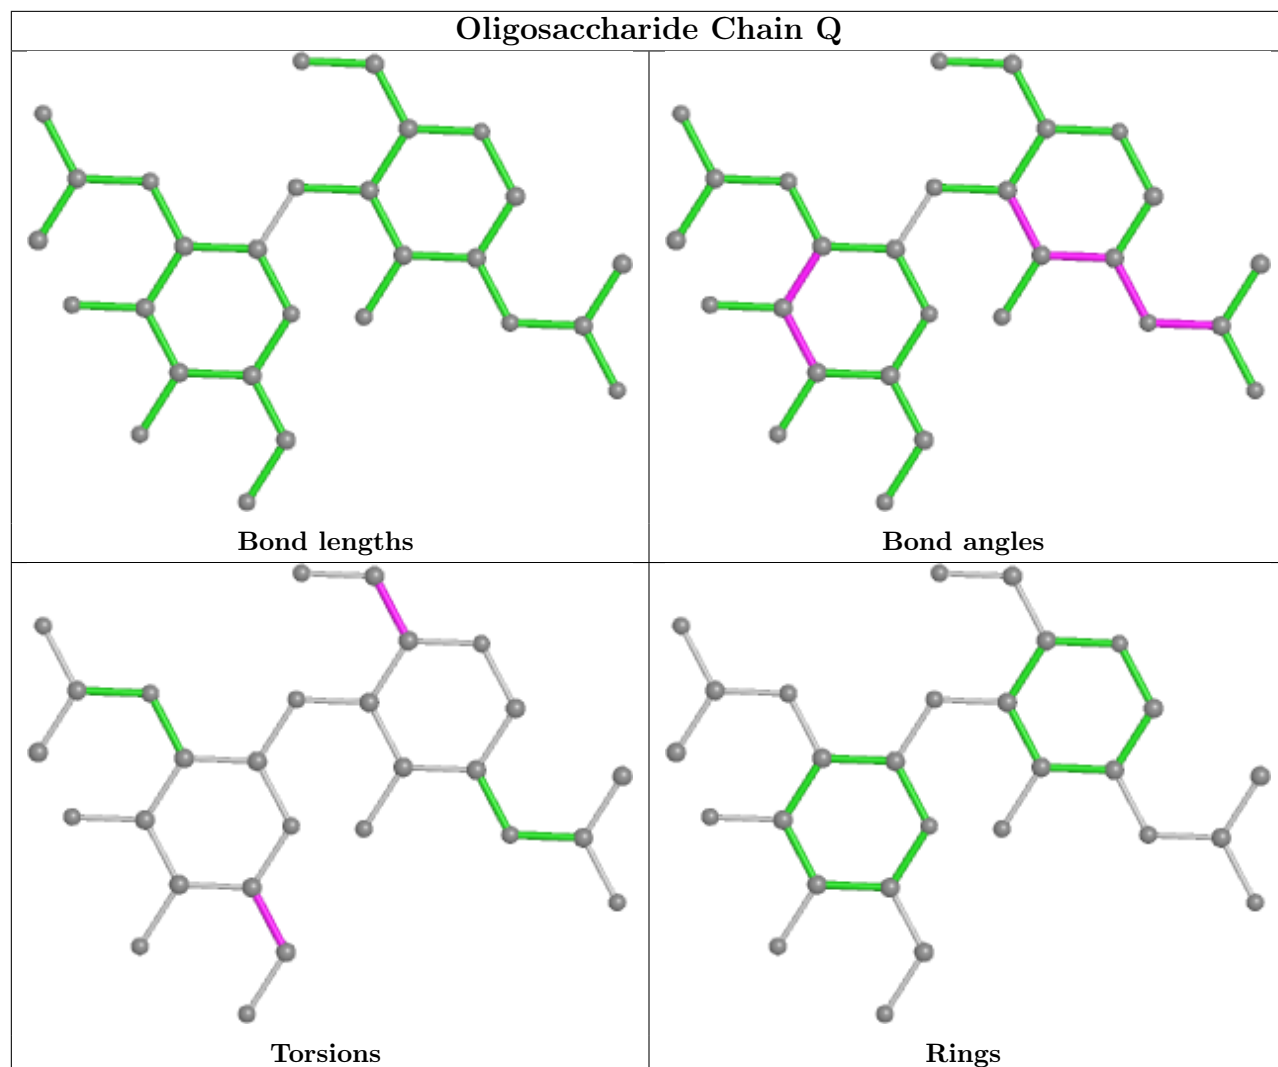 Oligosaccharide Chain Q
Bond lengths
Bond angles
Torsions
Rings